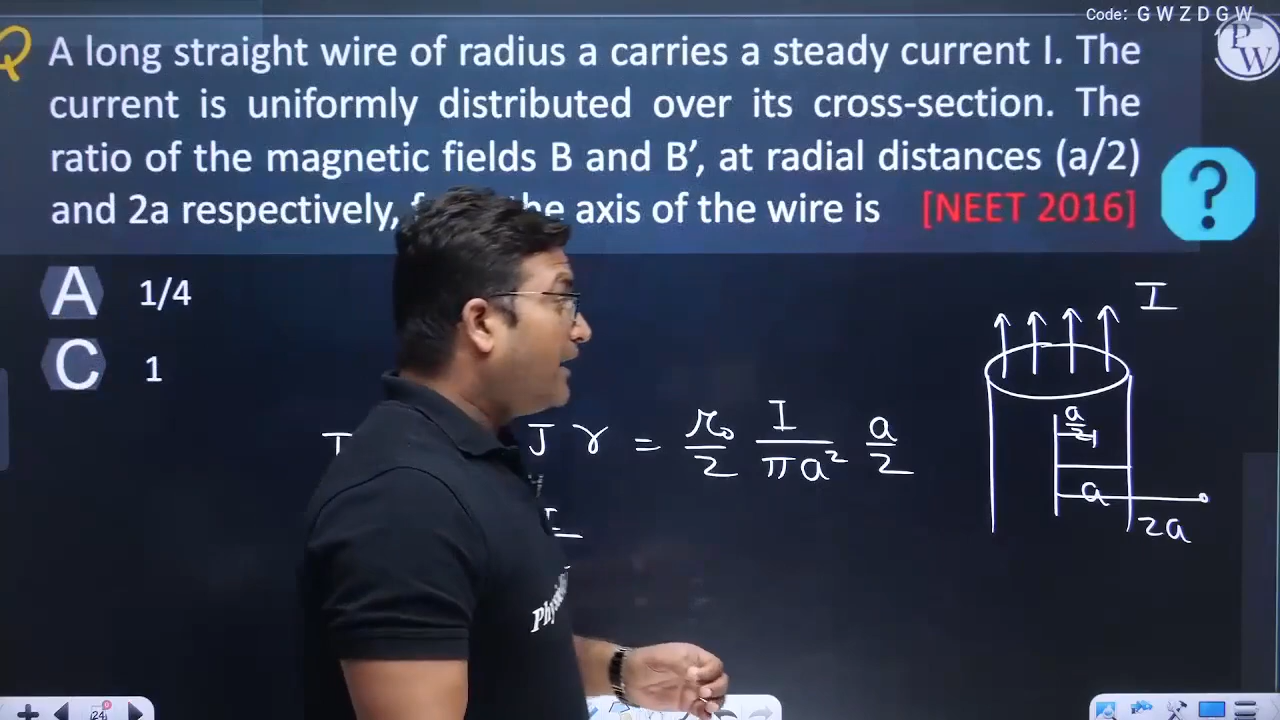 Code: G W Z D G W
P
W
Q A long straight wire of radius a carries a steady current I. The
current is uniformly distributed over its cross-section. The
ratio of the magnetic fields B and B′, at radial distances (a/2)
and 2a respectively, he axis of the wire is [NEET 2016]
?
A 1/4
C 1
I
J r = μ₀/2 I/πa² a/2
a/2
a
2a
24